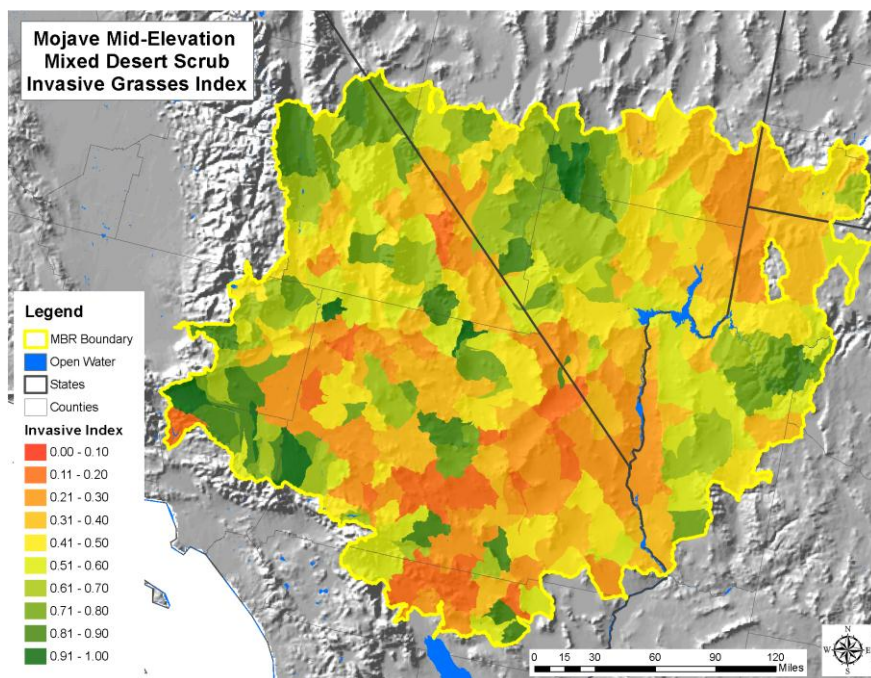 Mojave Mid-Elevation
Mixed Desert Scrub
Invasive Grasses Index
Legend
MBR Boundary
Open Water
States
Counties
Invasive Index
0.00 - 0.10
0.11 - 0.20
0.21 - 0.30
0.31 - 0.40
0.41 - 0.50
0.51 - 0.60
0.61 - 0.70
0.71 - 0.80
0.81 - 0.90
0.91 - 1.00
N
W E
S
0 15 30 60 90 120
Miles